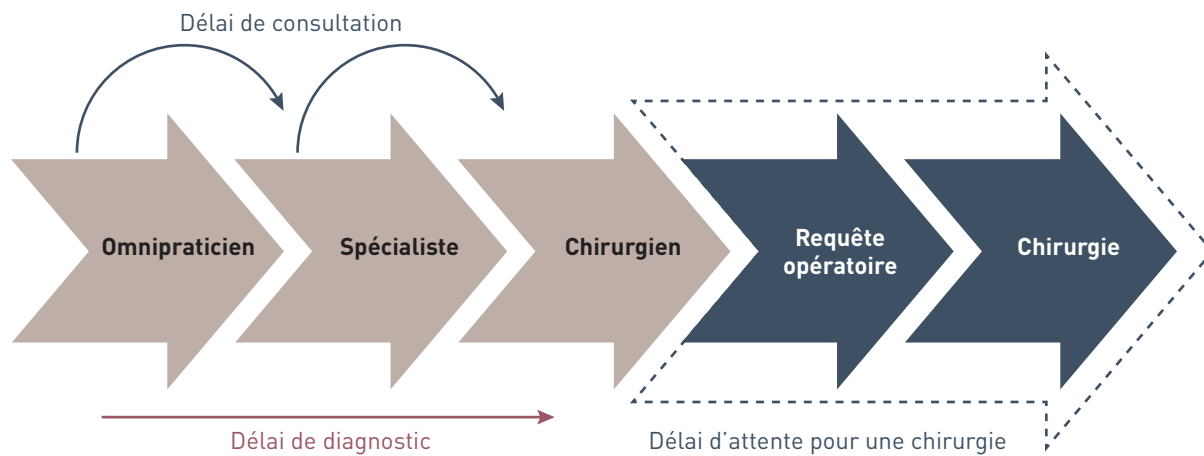 Délai de consultation
Omnipraticien
Spécialiste
Chirurgien
Requête
opératoire
Chirurgie
Délai de diagnostic
Délai d’attente pour une chirurgie